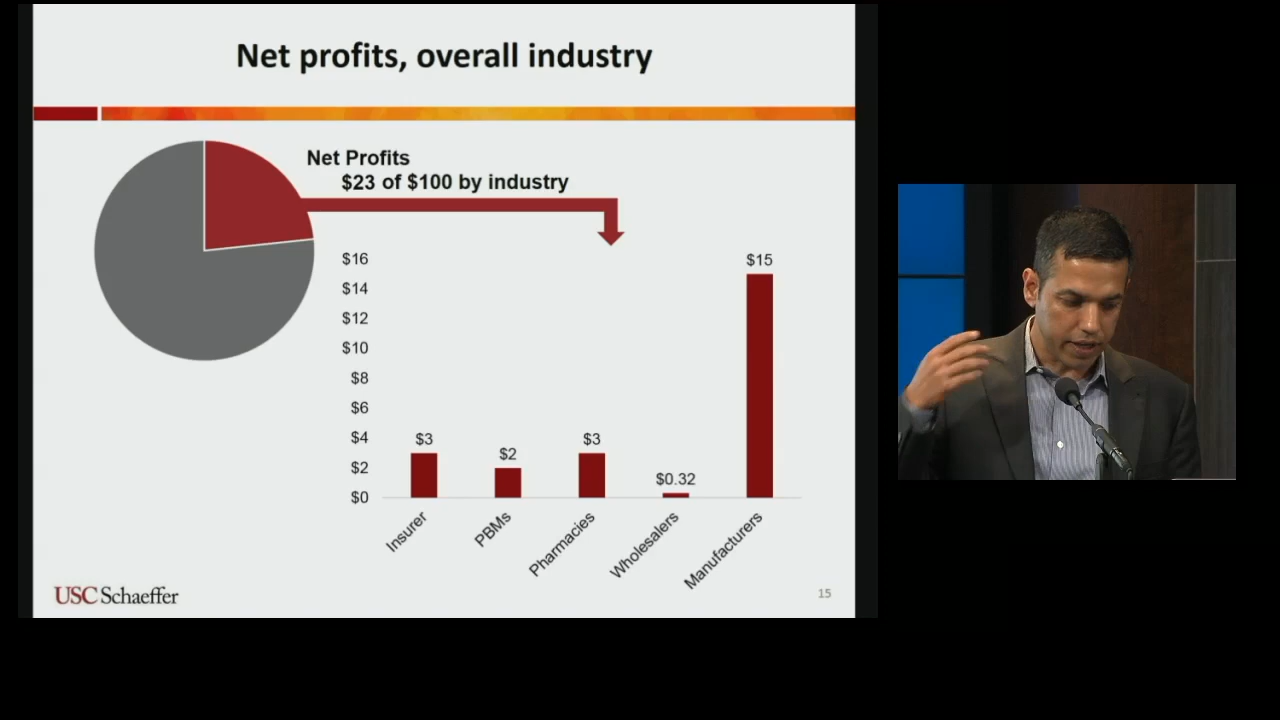 Net profits, overall industry
Net Profits
$23 of $100 by industry
$16
$14
$12
$10
$8
$6
$4
$2
$0
$3
$2
$3
$0.32
$15
Insurer
PBMs
Pharmacies
Wholesalers
Manufacturers
USC Schaeffer
15